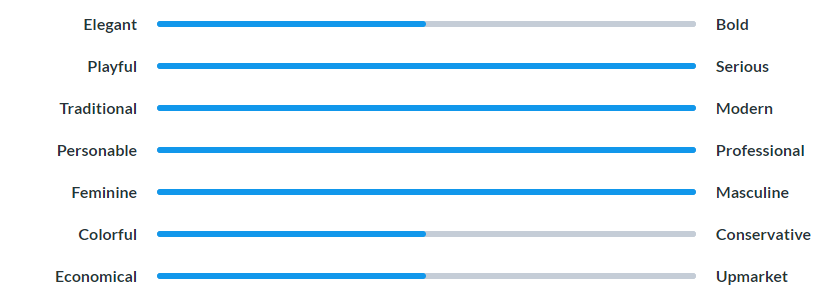 Elegant Bold
Playful Serious
Traditional Modern
Personable Professional
Feminine Masculine
Colorful Conservative
Economical Upmarket